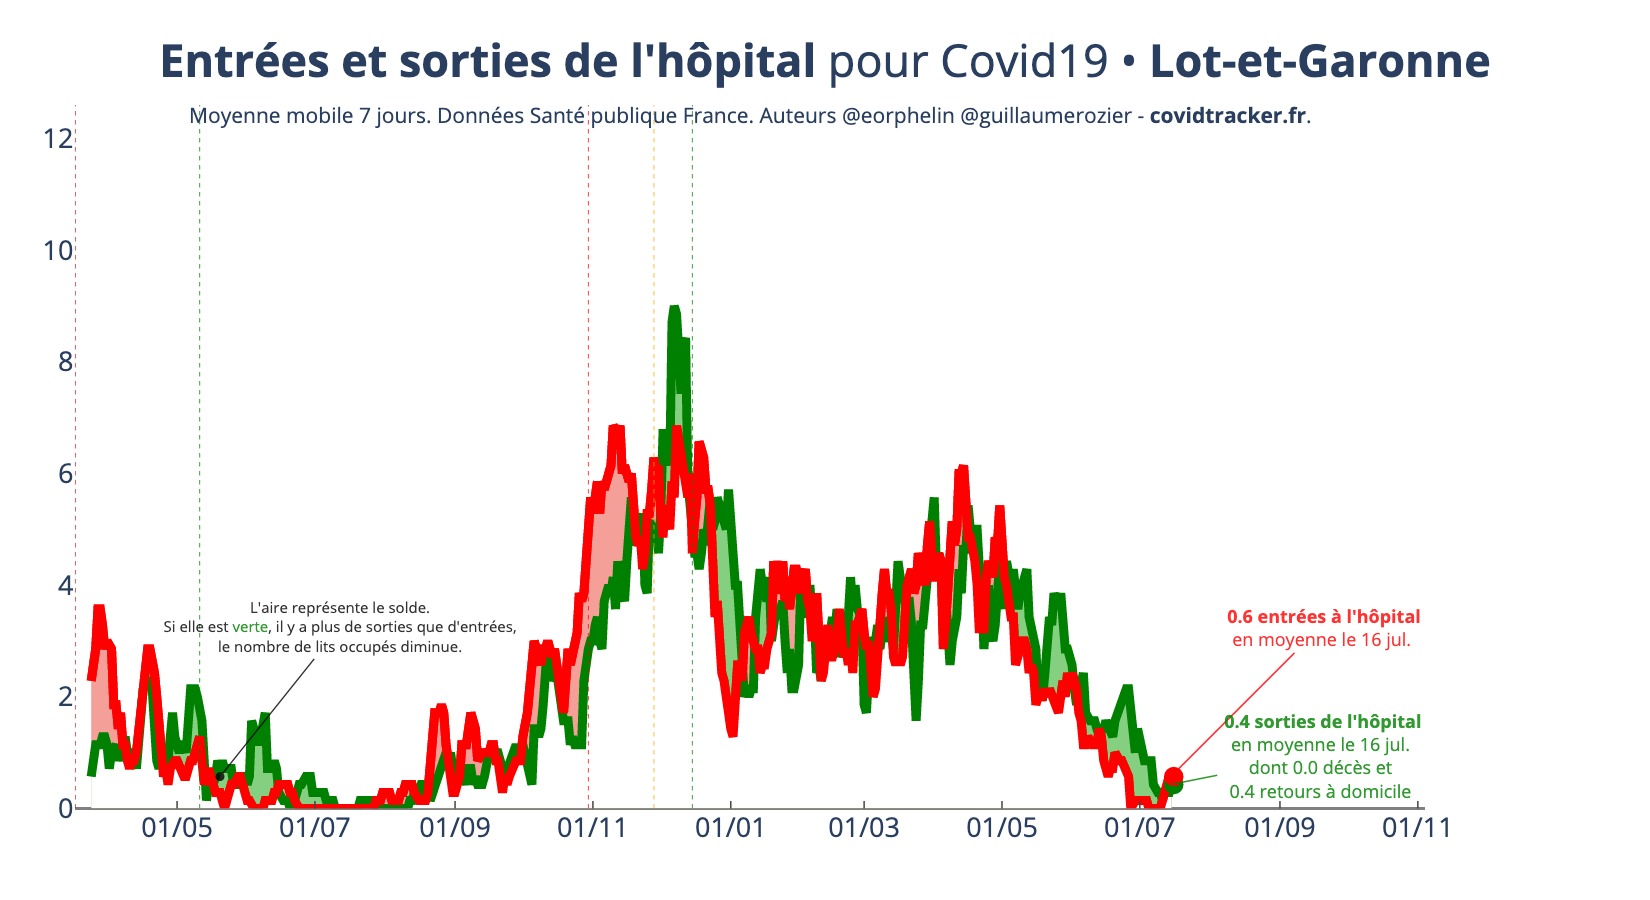 Entrées et sorties de l'hôpital pour Covid19 • Lot-et-Garonne
Moyenne mobile 7 jours. Données Santé publique France. Auteurs @eorphelin @guillaumerozier - covidtracker.fr.
12
10
8
6
4
2
0
L'aire représente le solde.
Si elle est verte, il y a plus de sorties que d'entrées,
le nombre de lits occupés diminue.
0.6 entrées à l'hôpital
en moyenne le 16 jul.
0.4 sorties de l'hôpital
en moyenne le 16 jul.
dont 0.0 décès et
0.4 retours à domicile
01/05 01/07 01/09 01/11 01/01 01/03 01/05 01/07 01/09 01/11